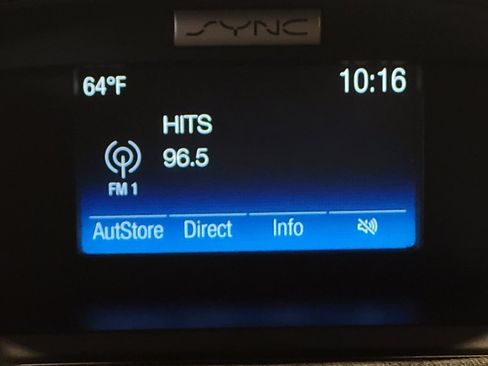 SYNC
64°F 10:16
HITS
96.5
FM 1
AutStore Direct Info